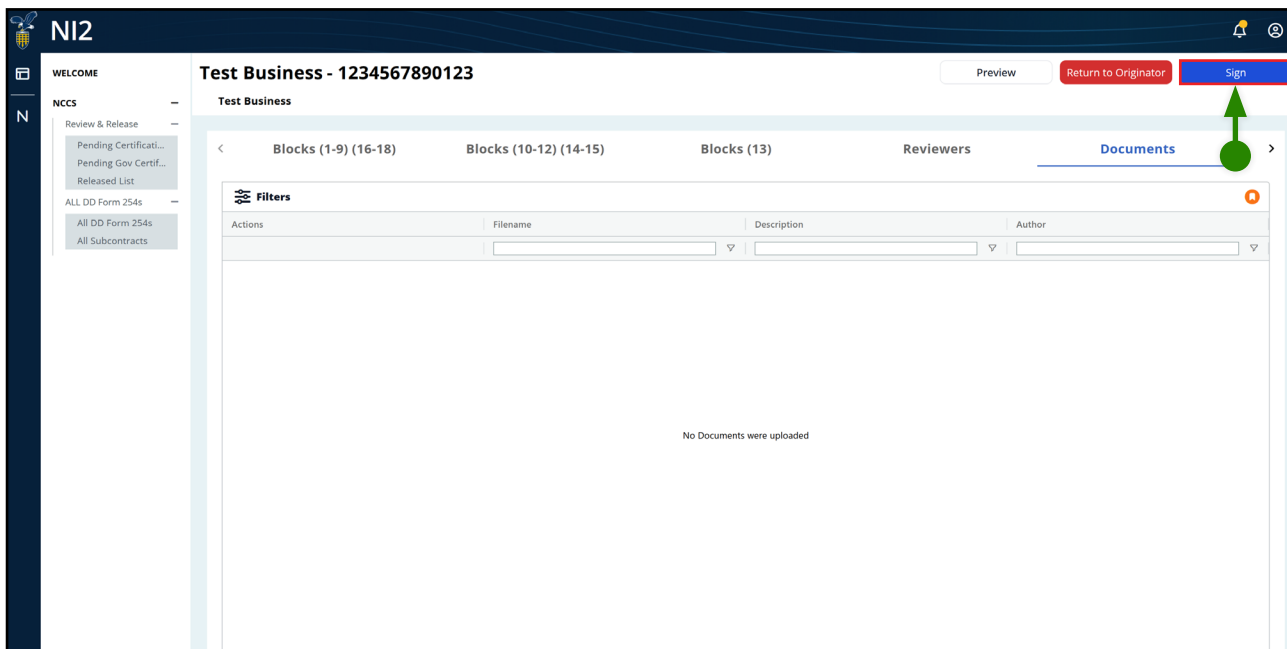 NI2
WELCOME
NCCS
Review & Release
Pending Certificati...
Pending Gov Certif...
Released List
ALL DD Form 254s
All DD Form 254s
All Subcontracts
N
Test Business - 1234567890123
Preview
Return to Originator
Sign
Test Business
Blocks (1-9) (16-18)
Blocks (10-12) (14-15)
Blocks (13)
Reviewers
Documents
Filters
Actions
Filename
Description
Author
No Documents were uploaded